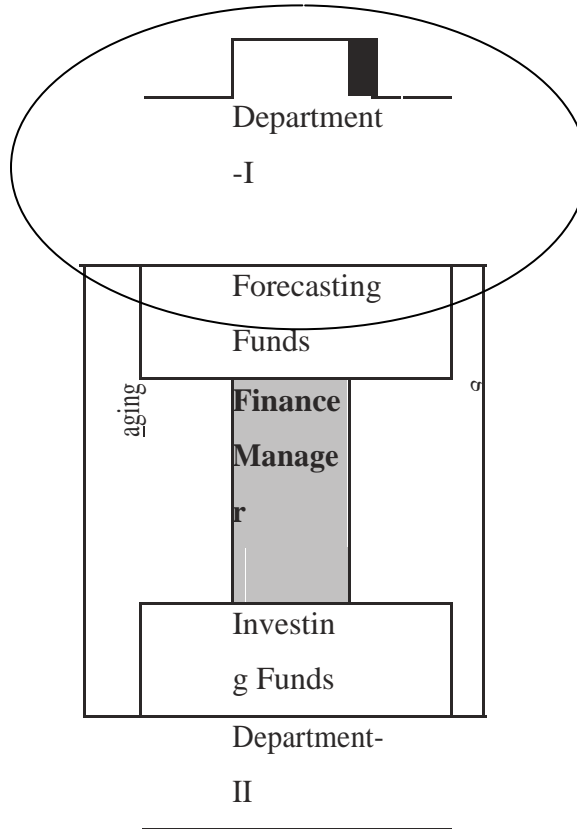 Department
-I
Forecasting
Funds
aging
g
Finance
Manage
r
Investin
g Funds
Department-
II